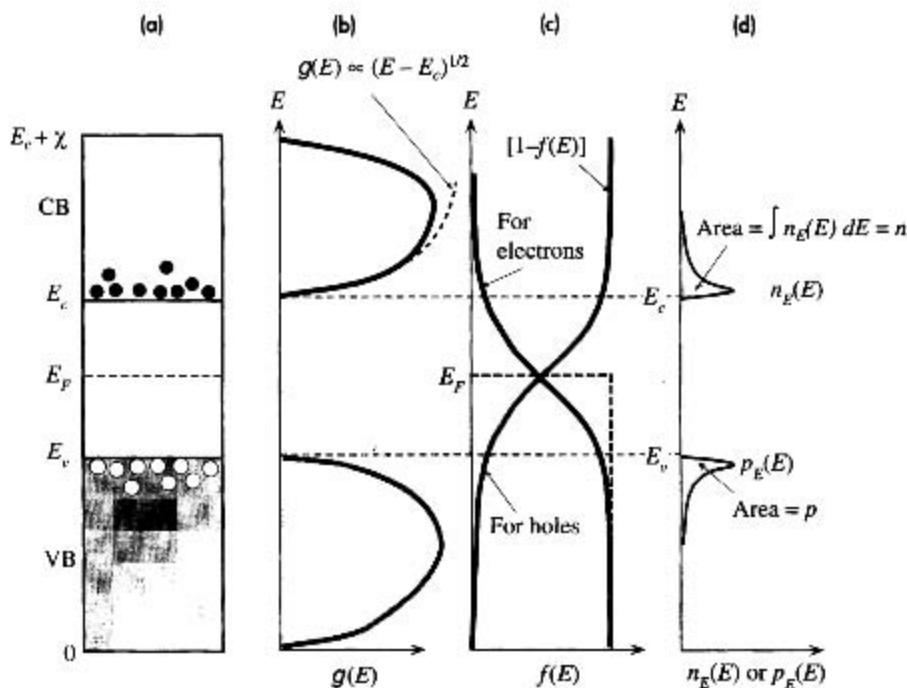 (a)
(b)
(c)
(d)
g(E) ∝ (E – E_c)^{1/2}
E
E
E
E_c + χ
[1–f(E)]
CB
For
electrons
Area = ∫ n_E(E) dE = n
E_c
E_c
n_E(E)
E_F
E_F
E_v
E_v
p_E(E)
For holes
Area = p
VB
0
g(E)
f(E)
n_E(E) or p_E(E)